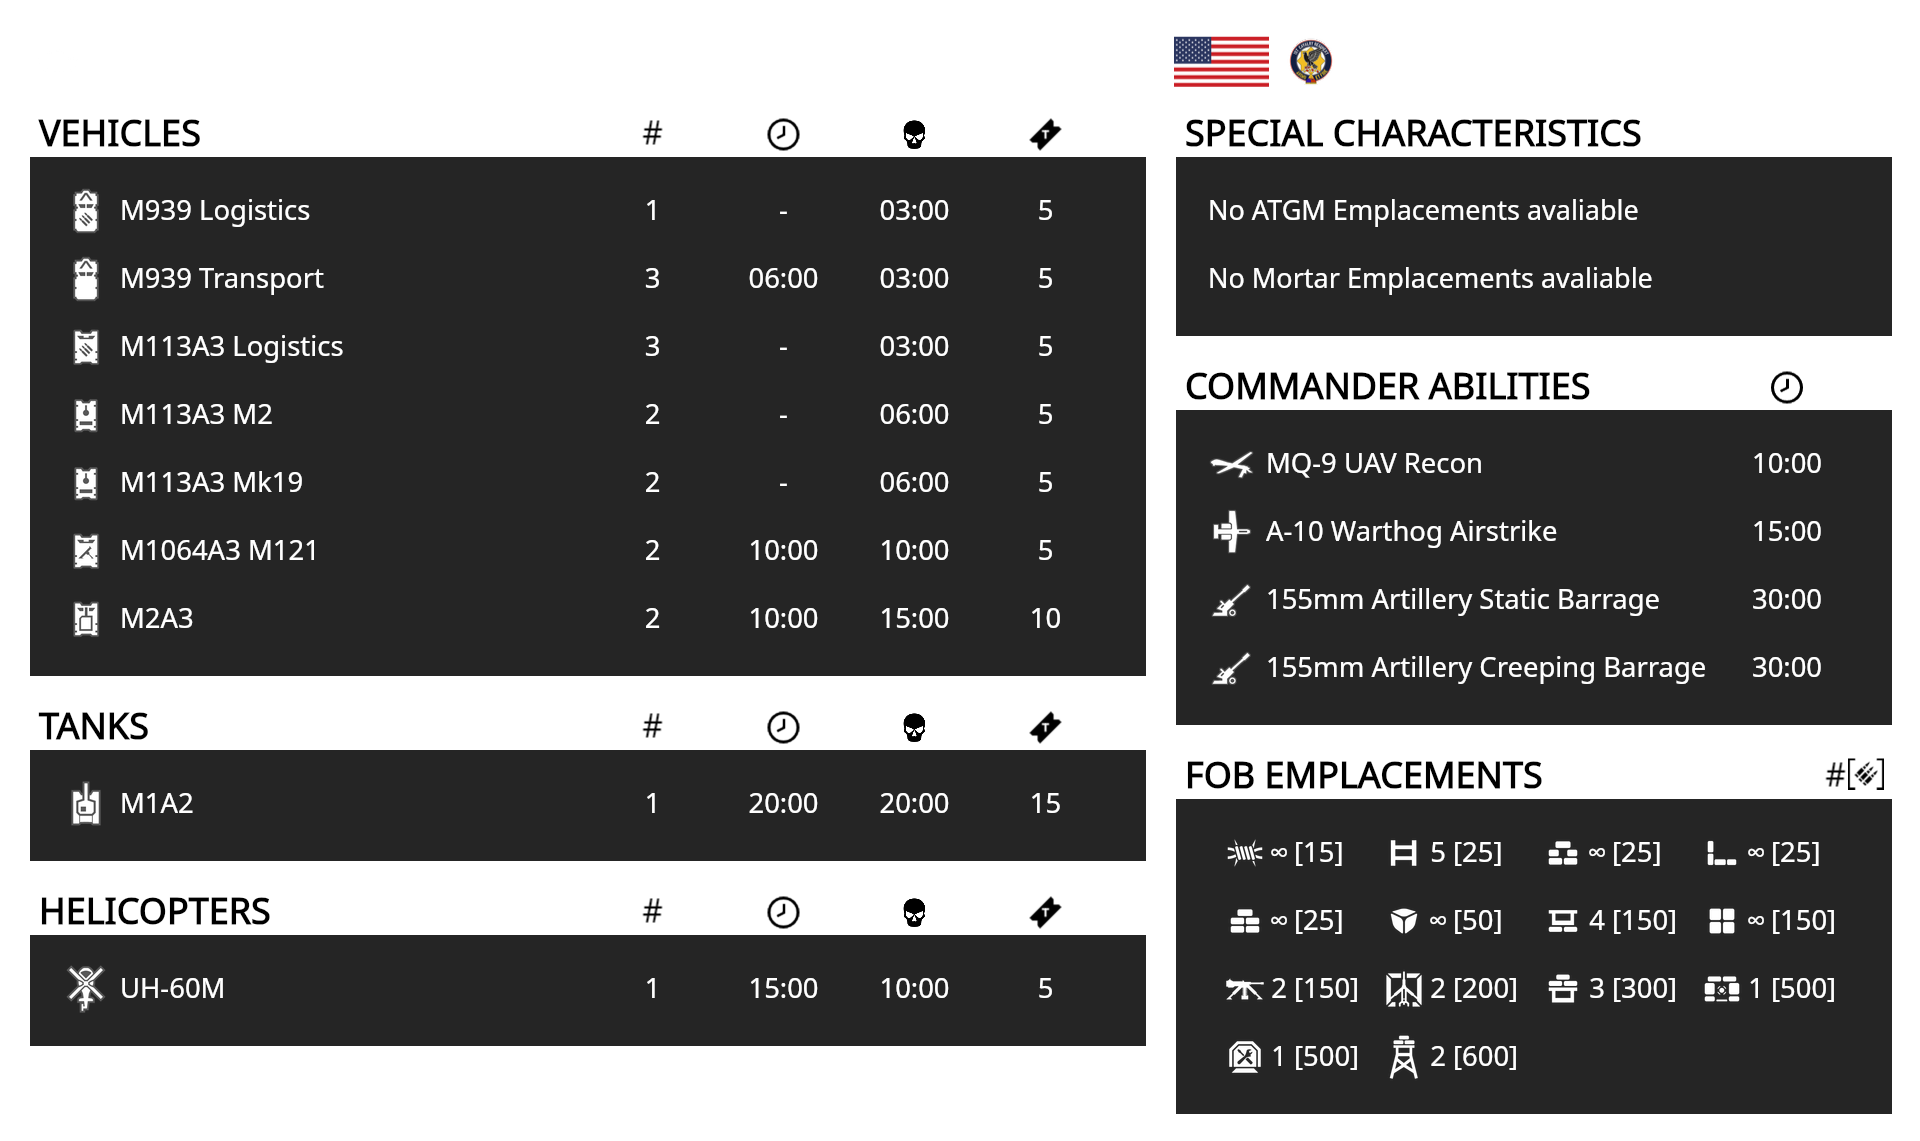 VEHICLES #
M939 Logistics 1 - 03:00 5
M939 Transport 3 06:00 03:00 5
M113A3 Logistics 3 - 03:00 5
M113A3 M2 2 - 06:00 5
M113A3 Mk19 2 - 06:00 5
M1064A3 M121 2 10:00 10:00 5
M2A3 2 10:00 15:00 10
TANKS #
M1A2 1 20:00 20:00 15
HELICOPTERS #
UH-60M 1 15:00 10:00 5
SPECIAL CHARACTERISTICS
No ATGM Emplacements avaliable
No Mortar Emplacements avaliable
COMMANDER ABILITIES
MQ-9 UAV Recon 10:00
A-10 Warthog Airstrike 15:00
155mm Artillery Static Barrage 30:00
155mm Artillery Creeping Barrage 30:00
FOB EMPLACEMENTS #[]
∞ [15] 5 [25] ∞ [25] ∞ [25]
∞ [25] ∞ [50] 4 [150] ∞ [150]
2 [150] 2 [200] 3 [300] 1 [500]
1 [500] 2 [600]